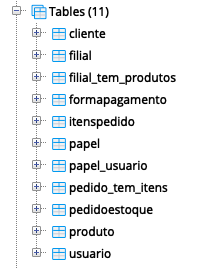 Tables (11)
cliente
filial
filial_tem_produtos
formapagamento
itenspedido
papel
papel_usuario
pedido_tem_itens
pedidoestoque
produto
usuario